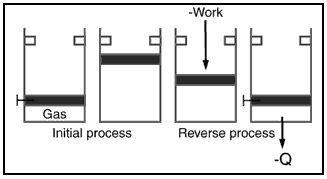 -Work
Gas
Initial process
Reverse process
-Q